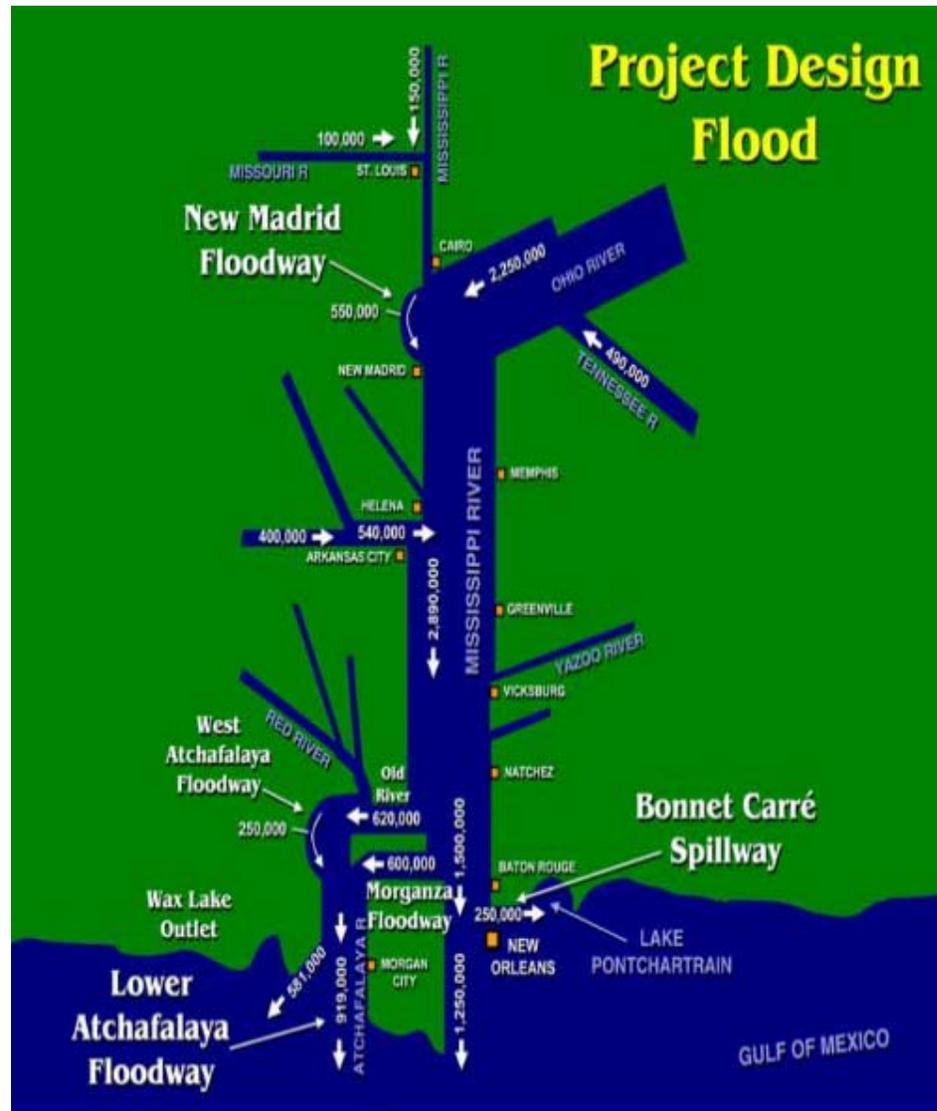 Project Design
Flood
150,000
MISSISSIPPI R
100,000
MISSOURI R
ST. LOUIS
New Madrid
Floodway
CAIRO
2,250,000
OHIO RIVER
550,000
490,000
TENNESSEE R
NEW MADRID
MEMPHIS
HELENA
MISSISSIPPI RIVER
400,000
540,000
ARKANSAS CITY
2,890,000
GREENVILLE
YAZOO RIVER
VICKSBURG
RED RIVER
West
Atchafalaya
Floodway
Old
River
NATCHEZ
250,000
620,000
1,500,000
Bonnet Carré
Spillway
600,000
BATON ROUGE
Morganza
Floodway
250,000
Wax Lake
Outlet
NEW
ORLEANS
LAKE
PONTCHARTRAIN
581,000
919,000
ATCHAFALAYA R
MORGAN
CITY
1,250,000
Lower
Atchafalaya
Floodway
GULF OF MEXICO